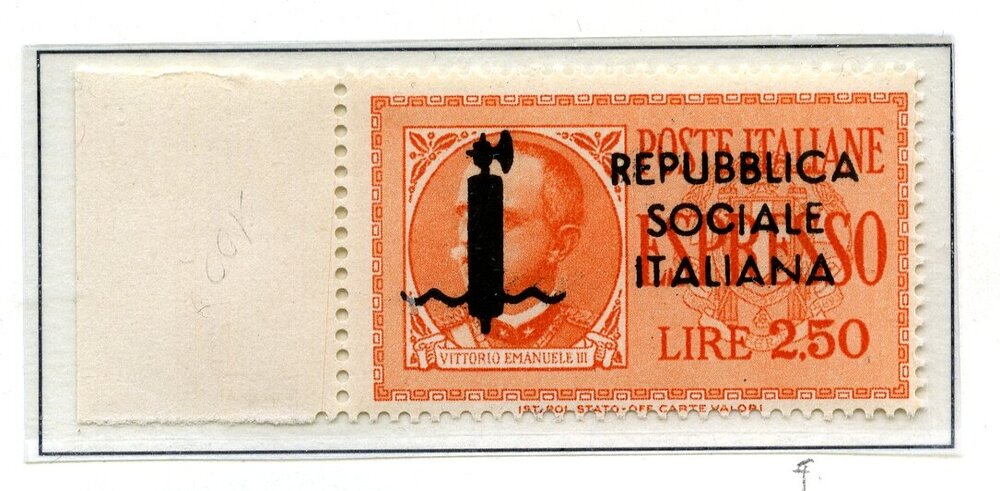 POSTE ITALIANE
REPUBBLICA
SOCIALE
ESPRESSO
ITALIANA
LIRE 2,50
VITTORIO EMANUELE III
IST. POL. STATO-OFF. CARTE VALORI